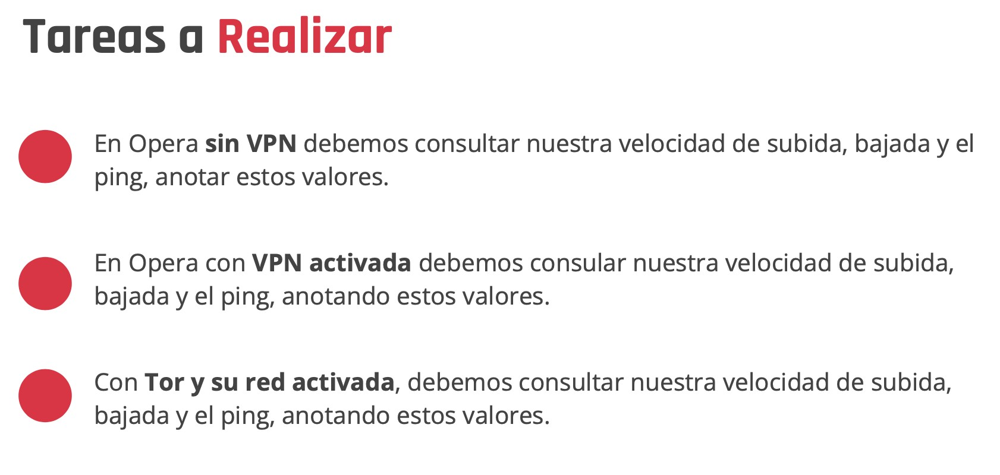 Tareas a Realizar
En Opera sin VPN debemos consultar nuestra velocidad de subida, bajada y el
ping, anotar estos valores.
En Opera con VPN activada debemos consular nuestra velocidad de subida,
bajada y el ping, anotando estos valores.
Con Tor y su red activada, debemos consultar nuestra velocidad de subida,
bajada y el ping, anotando estos valores.